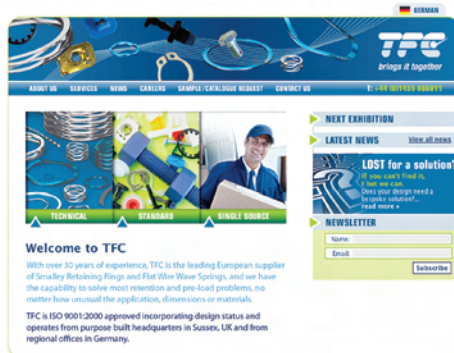 GERMAN
TFC
brings it together
ABOUT US SERVICES NEWS CAREERS SAMPLE/CATALOGUE REQUEST CONTACT US
NEXT EXHIBITION
LATEST NEWS View all news
LOST for a solution?
If you can't find it,
I bet we can.
Does your design need a
bespoke solution?...
read more »
TECHNICAL STANDARD SINGLE SOURCE
NEWSLETTER
Name:
Email:
Subscribe
Welcome to TFC
With over 30 years of experience, TFC is the leading European supplier
of Smalley Retaining Rings and Flat Wire Wave Springs, and we have
the capability to solve most retention and pre-load problems, no
matter how unusual the application, dimensions or materials.
TFC is ISO 9001:2000 approved incorporating design status and
operates from purpose built headquarters in Sussex, UK and from
regional offices in Germany.